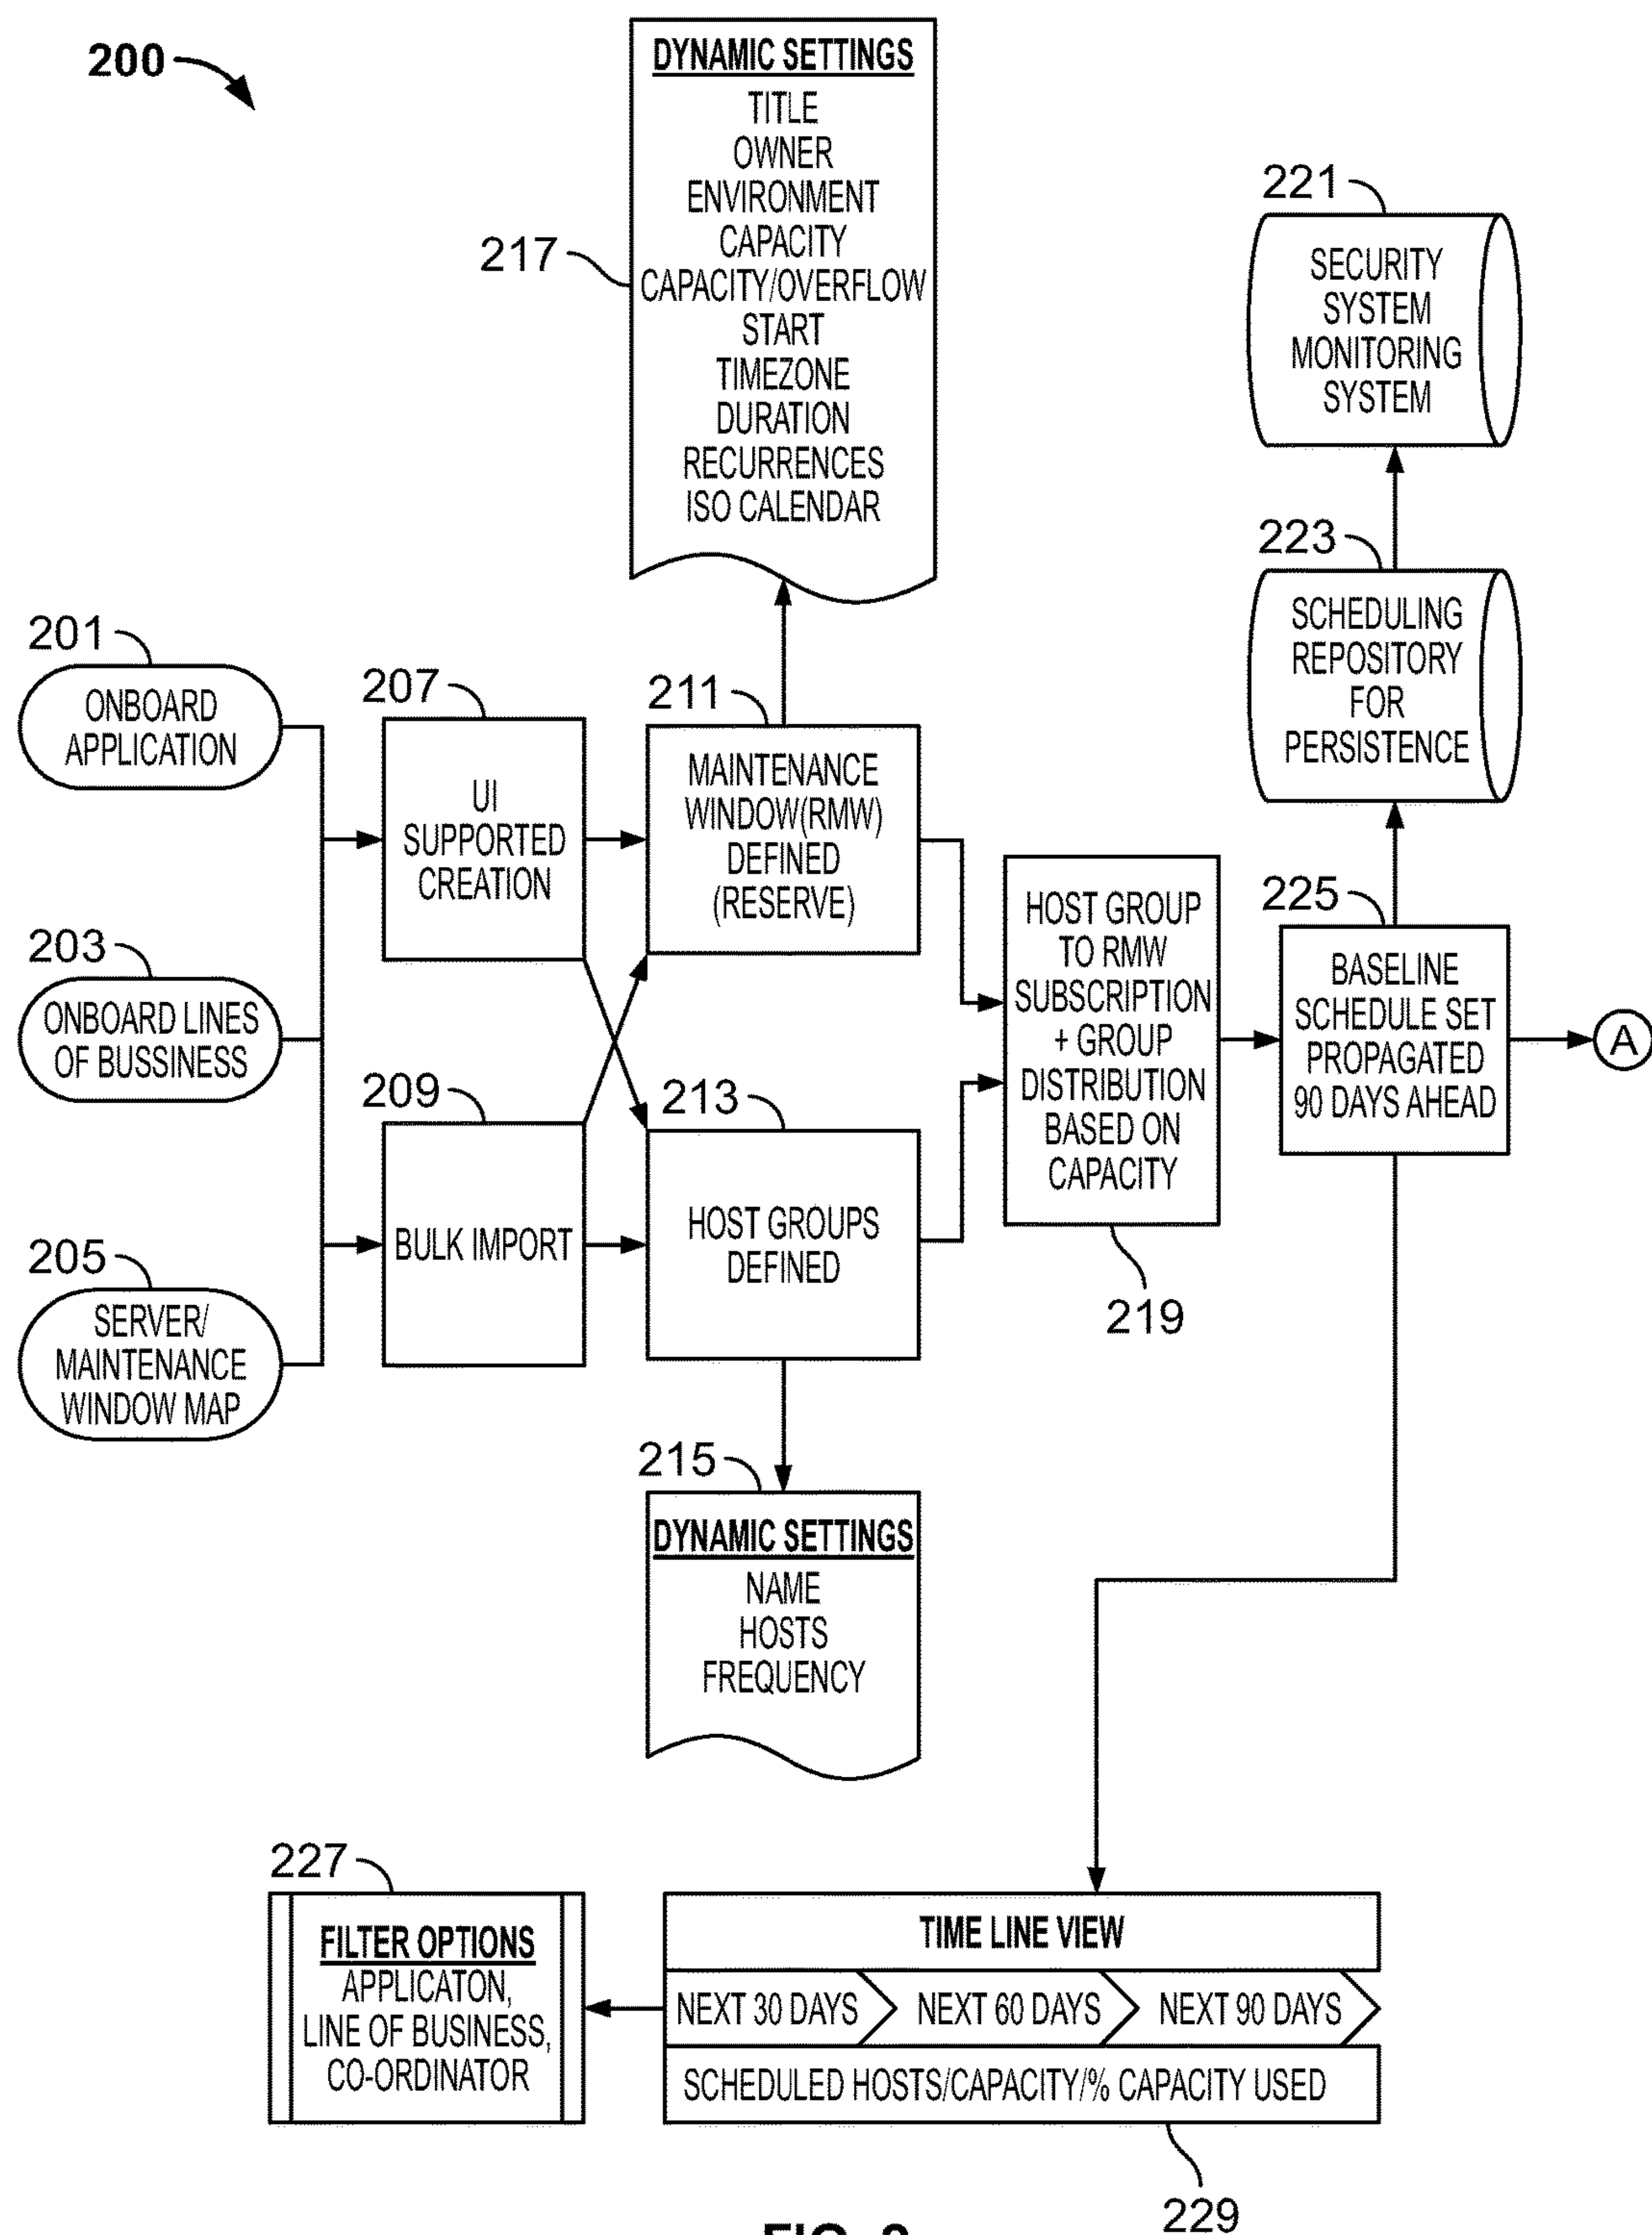 200
DYNAMIC SETTINGS
TITLE
OWNER
ENVIRONMENT
CAPACITY
CAPACITY/OVERFLOW
START
TIMEZONE
DURATION
RECURRENCES
ISO CALENDAR
217
221
SECURITY
SYSTEM
MONITORING
SYSTEM
223
SCHEDULING
REPOSITORY
FOR
PERSISTENCE
201
ONBOARD
APPLICATION
203
ONBOARD LINES
OF BUSSINESS
205
SERVER/
MAINTENANCE
WINDOW MAP
207
UI
SUPPORTED
CREATION
209
BULK IMPORT
211
MAINTENANCE
WINDOW(RMW)
DEFINED
(RESERVE)
213
HOST GROUPS
DEFINED
215
DYNAMIC SETTINGS
NAME
HOSTS
FREQUENCY
HOST GROUP
TO RMW
SUBSCRIPTION
+ GROUP
DISTRIBUTION
BASED ON
CAPACITY
219
225
BASELINE
SCHEDULE SET
PROPAGATED
90 DAYS AHEAD
A
227
FILTER OPTIONS
APPLICATON,
LINE OF BUSINESS,
CO-ORDINATOR
TIME LINE VIEW
NEXT 30 DAYS
NEXT 60 DAYS
NEXT 90 DAYS
SCHEDULED HOSTS/CAPACITY/% CAPACITY USED
229